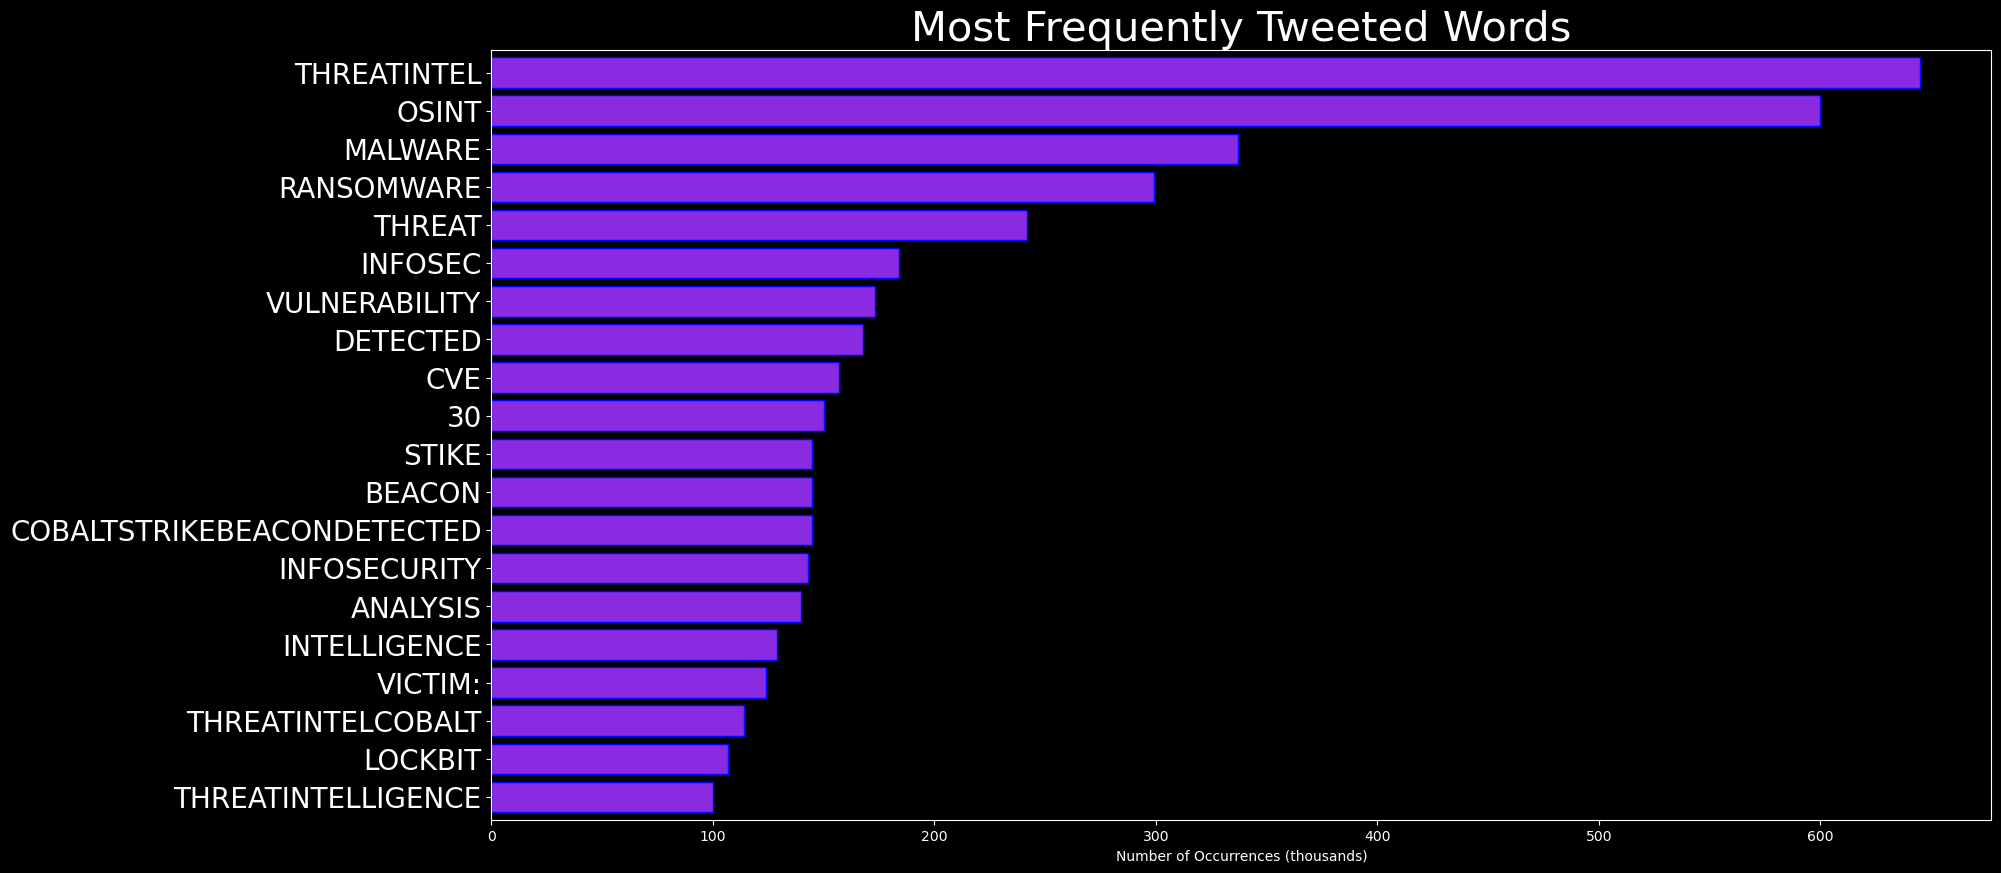 Most Frequently Tweeted Words
THREATINTEL
OSINT
MALWARE
RANSOMWARE
THREAT
INFOSEC
VULNERABILITY
DETECTED
CVE
30
STIKE
BEACON
COBALTSTRIKEBEACONDETECTED
INFOSECURITY
ANALYSIS
INTELLIGENCE
VICTIM:
THREATINTELCOBALT
LOCKBIT
THREATINTELLIGENCE
0 100 200 300 400 500 600
Number of Occurrences (thousands)